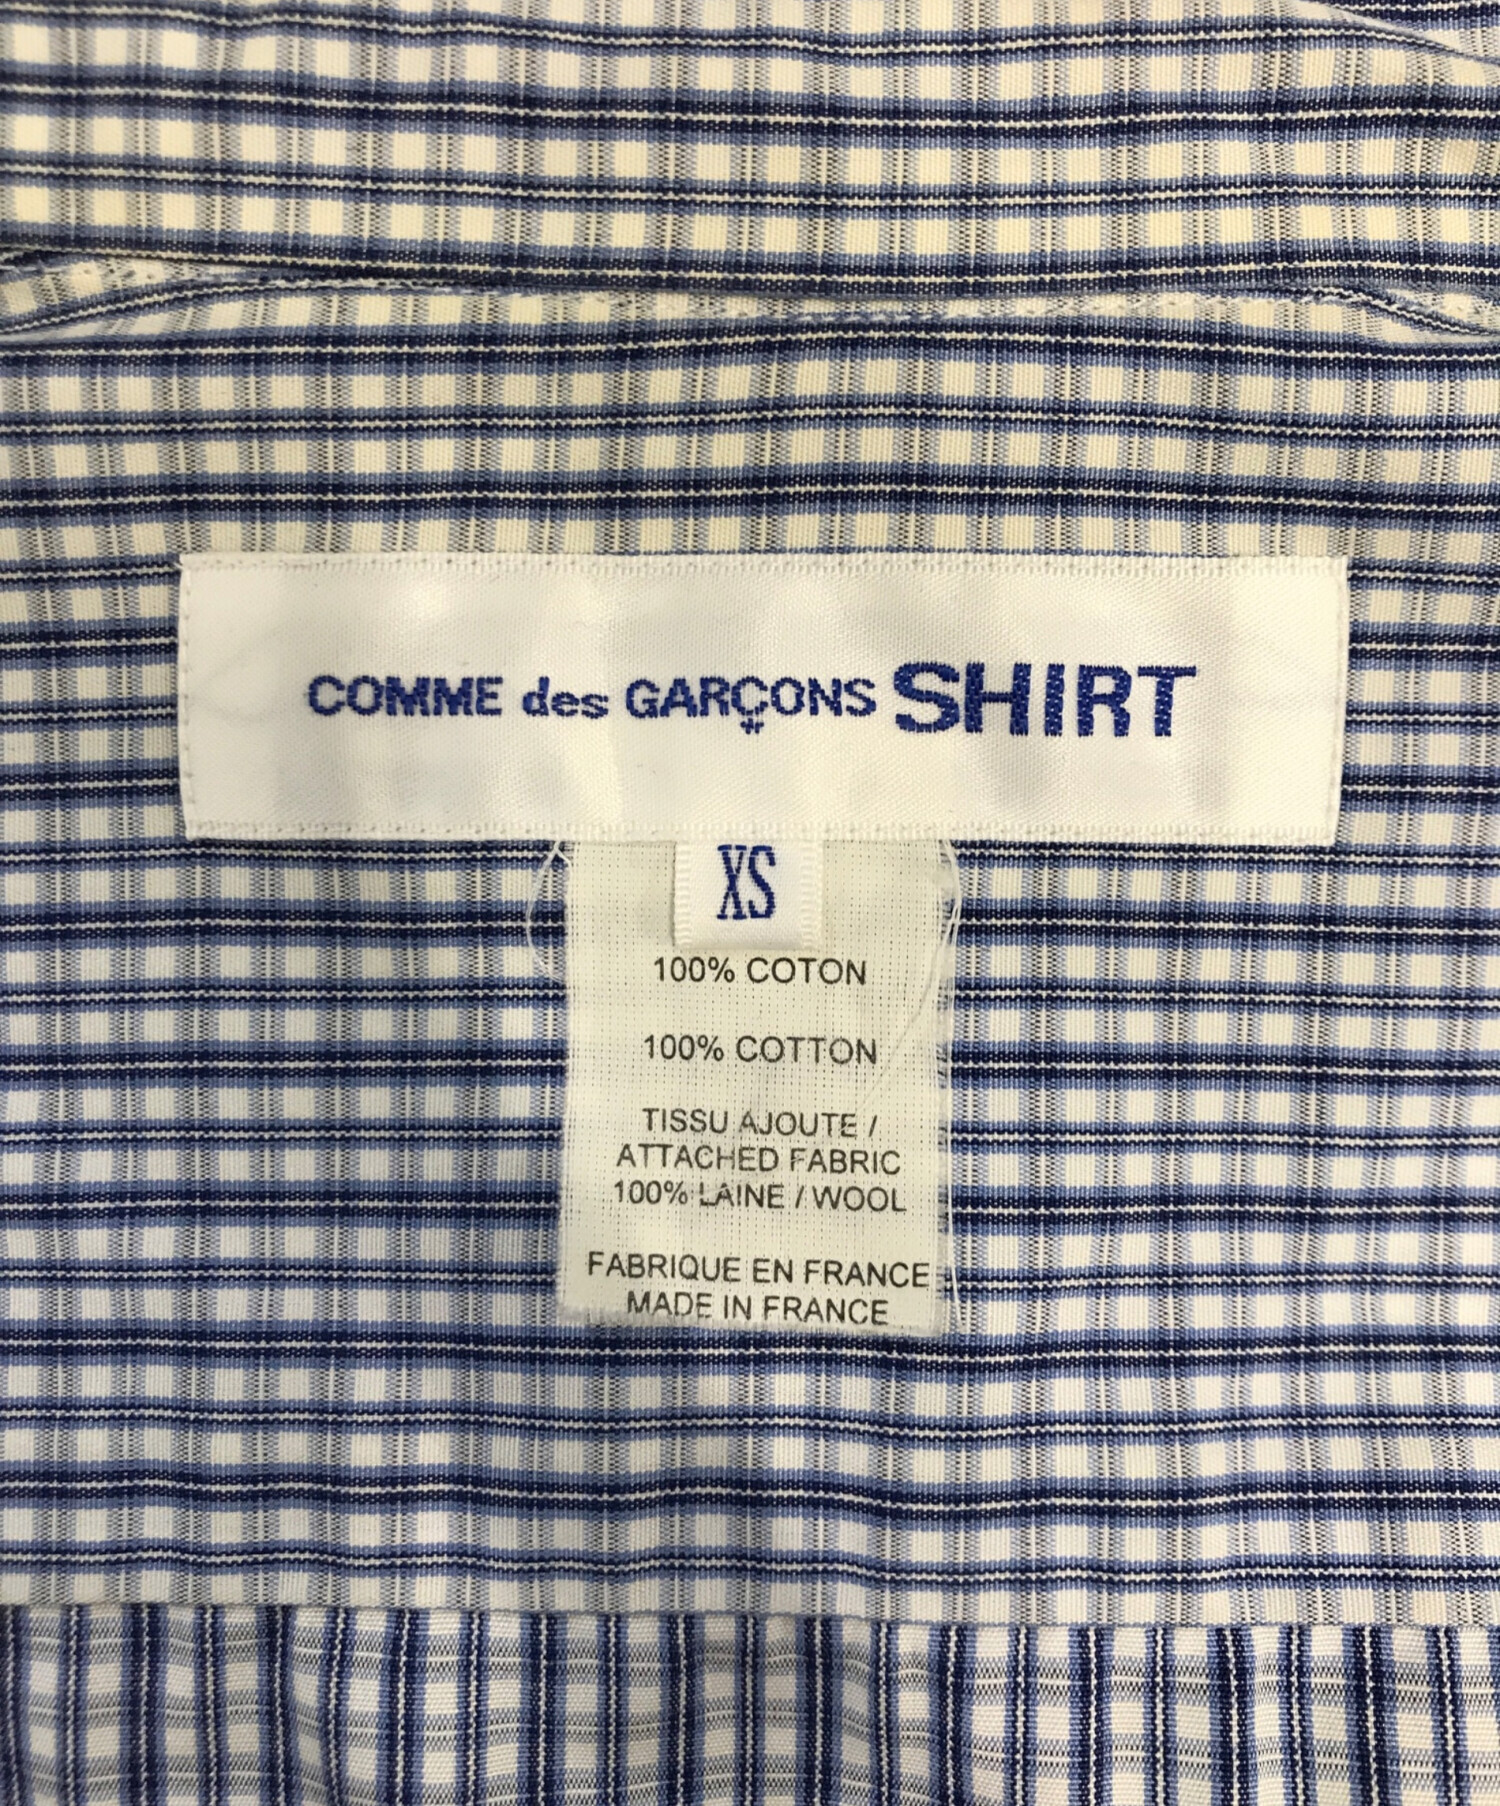 COMME des GARÇONS SHIRT
XS
100% COTON
100% COTTON
TISSU AJOUTE /
ATTACHED FABRIC
100% LAINE / WOOL
FABRIQUE EN FRANCE
MADE IN FRANCE